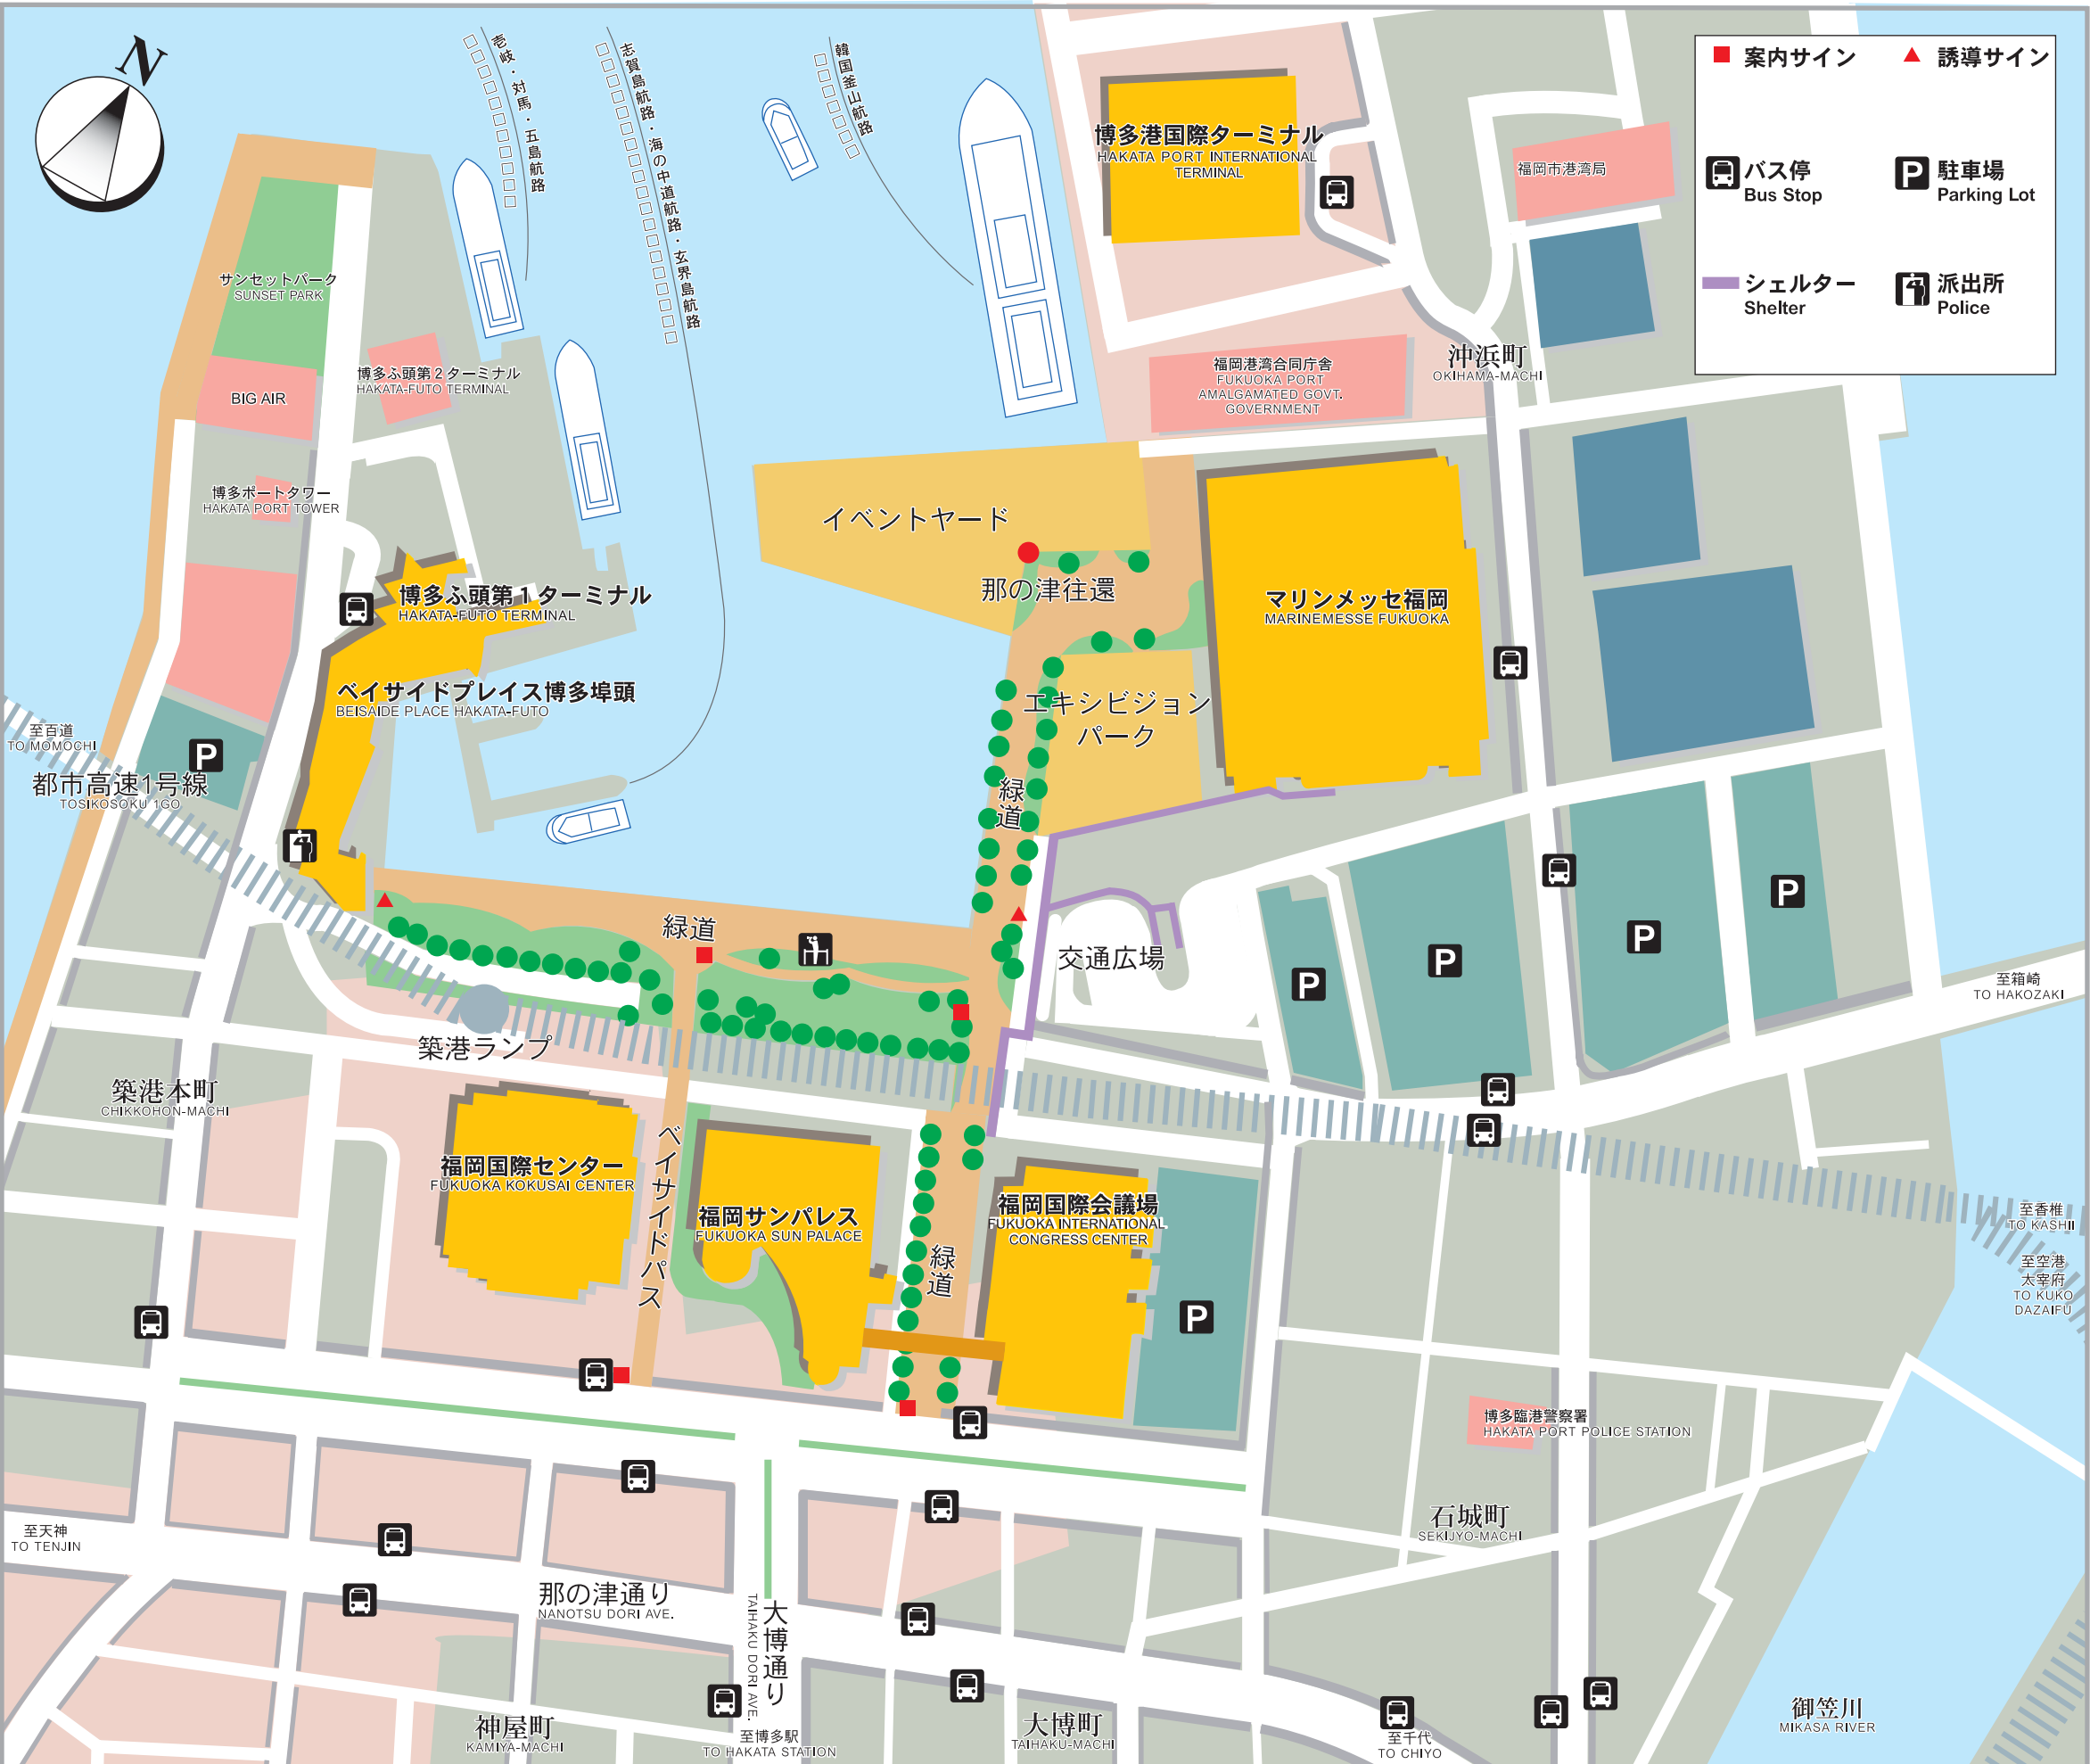 N
壱岐・対馬・五島航路
志賀島航路・海の中道航路・玄界島航路
韓国釜山航路
案内サイン
誘導サイン
バス停
Bus Stop
P
駐車場
Parking Lot
シェルター
Shelter
派出所
Police
博多港国際ターミナル
HAKATA PORT INTERNATIONAL
TERMINAL
福岡市港湾局
サンセットパーク
SUNSET PARK
BIG AIR
博多ふ頭第2ターミナル
HAKATA-FUTO TERMINAL
福岡港湾合同庁舎
FUKUOKA PORT
AMALGAMATED GOVT.
GOVERNMENT
沖浜町
OKIHAMA-MACHI
博多ポートタワー
HAKATA PORT TOWER
イベントヤード
那の津往還
博多ふ頭第1ターミナル
HAKATA-FUTO TERMINAL
マリンメッセ福岡
MARINEMESSE FUKUOKA
ベイサイドプレイス博多埠頭
BEISAIDE PLACE HAKATA-FUTO
エキシビジョン
パーク
至百道
TO MOMOCHI
P
都市高速1号線
TOSIKOSOKU 1GO
緑道
緑道
交通広場
P
P
P
P
至箱崎
TO HAKOZAKI
築港ランプ
築港本町
CHIKKOHON-MACHI
福岡国際センター
FUKUOKA KOKUSAI CENTER
ベイサイドパス
福岡サンパレス
FUKUOKA SUN PALACE
緑道
福岡国際会議場
FUKUOKA INTERNATIONAL
CONGRESS CENTER
P
至香椎
TO KASHII
至空港
太宰府
TO KUKO
DAZAIFU
博多臨港警察署
HAKATA PORT POLICE STATION
石城町
SEKIJYO-MACHI
至天神
TO TENJIN
那の津通り
NANOTSU DORI AVE.
大博通り
TAIHAKU DORI AVE.
神屋町
KAMIYA-MACHI
至博多駅
TO HAKATA STATION
大博町
TAIHAKU-MACHI
至千代
TO CHIYO
御笠川
MIKASA RIVER